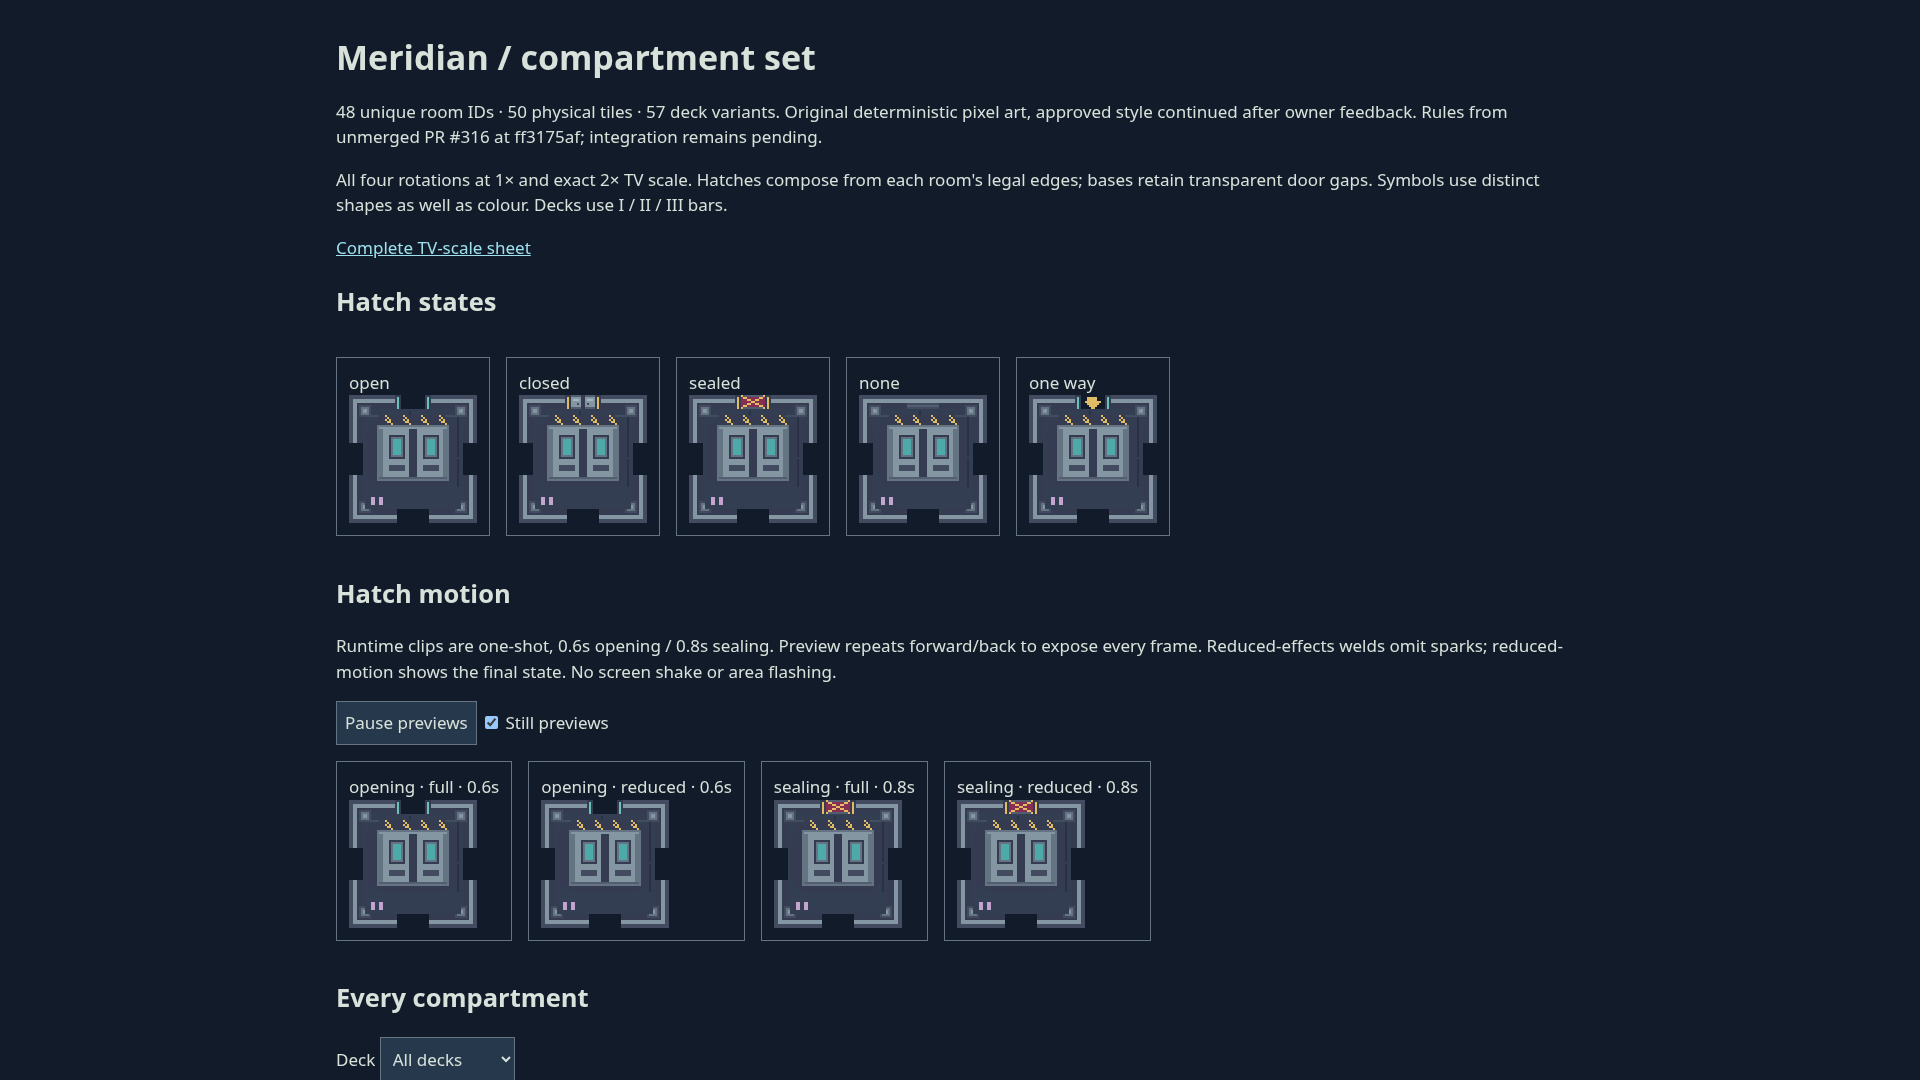 Meridian / compartment set
48 unique room IDs · 50 physical tiles · 57 deck variants. Original deterministic pixel art, approved style continued after owner feedback. Rules from
unmerged PR #316 at ff3175af; integration remains pending.
All four rotations at 1× and exact 2× TV scale. Hatches compose from each room's legal edges; bases retain transparent door gaps. Symbols use distinct
shapes as well as colour. Decks use I / II / III bars.
Complete TV-scale sheet
Hatch states
open
closed
sealed
none
one way
Hatch motion
Runtime clips are one-shot, 0.6s opening / 0.8s sealing. Preview repeats forward/back to expose every frame. Reduced-effects welds omit sparks; reduced-
motion shows the final state. No screen shake or area flashing.
Pause previews
Still previews
opening · full · 0.6s
opening · reduced · 0.6s
sealing · full · 0.8s
sealing · reduced · 0.8s
Every compartment
Deck
All decks